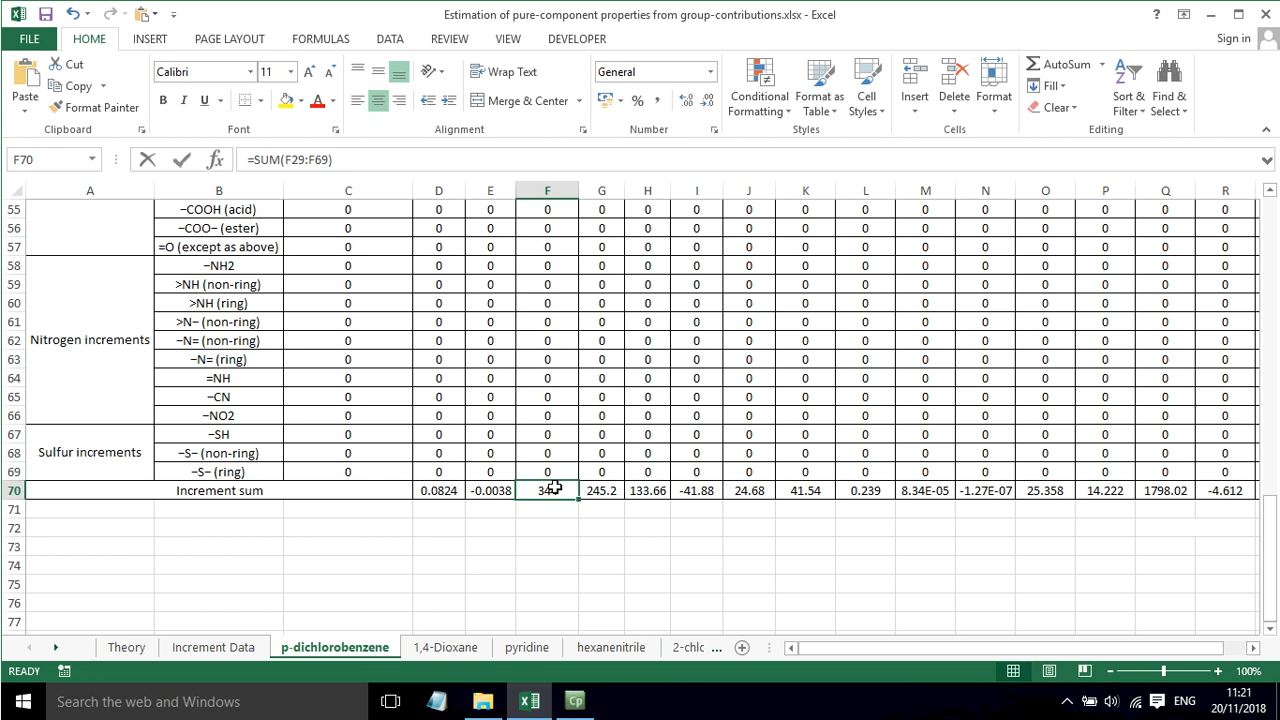 Estimation of pure-component properties from group-contributions.xlsx - Excel
FILE HOME INSERT PAGE LAYOUT FORMULAS DATA REVIEW VIEW DEVELOPER Sign in
Cut Copy Format Painter Paste Clipboard
Calibri 11 B I U A A A Font
Wrap Text Merge & Center Alignment
General % , Number
Conditional Formatting Format as Table Cell Styles Styles
Insert Delete Format Cells
AutoSum Fill Clear Sort & Filter Find & Select Editing
F70 fx =SUM(F29:F69)
A B C D E F G H I J K L M N O P Q R
55 −COOH (acid) 0 0 0 0 0 0 0 0 0 0 0 0 0 0 0 0
56 −COO− (ester) 0 0 0 0 0 0 0 0 0 0 0 0 0 0 0 0
57 =O (except as above) 0 0 0 0 0 0 0 0 0 0 0 0 0 0 0 0
58 −NH2 0 0 0 0 0 0 0 0 0 0 0 0 0 0 0 0
59 >NH (non-ring) 0 0 0 0 0 0 0 0 0 0 0 0 0 0 0 0
60 >NH (ring) 0 0 0 0 0 0 0 0 0 0 0 0 0 0 0 0
61 >N− (non-ring) 0 0 0 0 0 0 0 0 0 0 0 0 0 0 0 0
62 Nitrogen increments −N= (non-ring) 0 0 0 0 0 0 0 0 0 0 0 0 0 0 0 0
63 −N= (ring) 0 0 0 0 0 0 0 0 0 0 0 0 0 0 0 0
64 =NH 0 0 0 0 0 0 0 0 0 0 0 0 0 0 0 0
65 −CN 0 0 0 0 0 0 0 0 0 0 0 0 0 0 0 0
66 −NO2 0 0 0 0 0 0 0 0 0 0 0 0 0 0 0 0
67 −SH 0 0 0 0 0 0 0 0 0 0 0 0 0 0 0 0
68 Sulfur increments −S− (non-ring) 0 0 0 0 0 0 0 0 0 0 0 0 0 0 0 0
69 −S− (ring) 0 0 0 0 0 0 0 0 0 0 0 0 0 0 0 0
70 Increment sum 0.0824 -0.0038 245.2 133.66 -41.88 24.68 41.54 0.239 8.34E-05 -1.27E-07 25.358 14.222 1798.02 -4.612
71
72
73
74
75
76
77
Theory Increment Data p-dichlorobenzene 1,4-Dioxane pyridine hexanenitrile 2-chlc ...
READY 100%
Search the web and Windows Cp ENG 11:21
20/11/2018